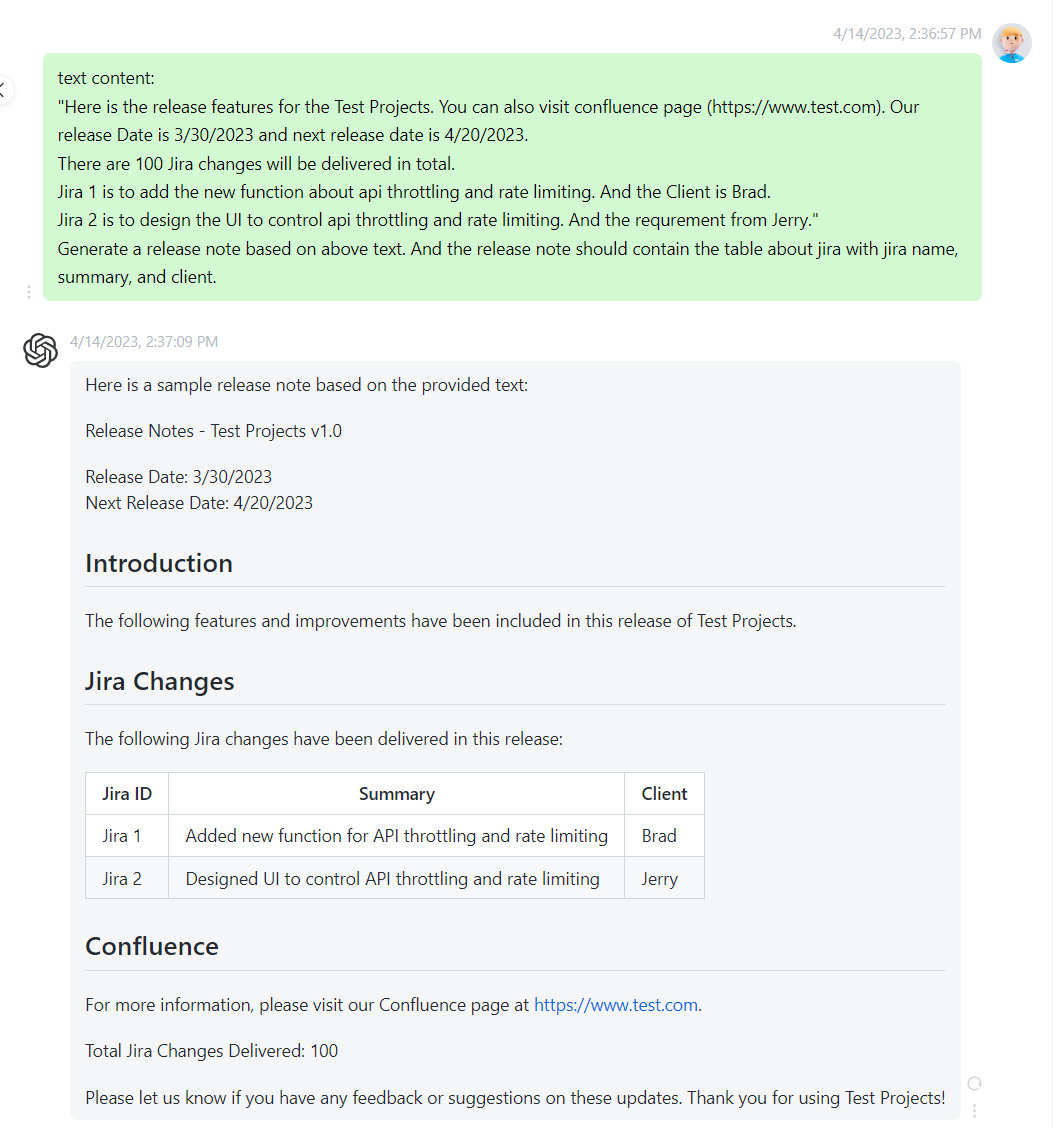 4/14/2023, 2:36:57 PM
text content:
"Here is the release features for the Test Projects. You can also visit confluence page (https://www.test.com). Our
release Date is 3/30/2023 and next release date is 4/20/2023.
There are 100 Jira changes will be delivered in total.
Jira 1 is to add the new function about api throttling and rate limiting. And the Client is Brad.
Jira 2 is to design the UI to control api throttling and rate limiting. And the requrement from Jerry."
Generate a release note based on above text. And the release note should contain the table about jira with jira name,
summary, and client.
4/14/2023, 2:37:09 PM
Here is a sample release note based on the provided text:
Release Notes - Test Projects v1.0
Release Date: 3/30/2023
Next Release Date: 4/20/2023
Introduction
The following features and improvements have been included in this release of Test Projects.
Jira Changes
The following Jira changes have been delivered in this release:
Jira ID Summary Client
Jira 1 Added new function for API throttling and rate limiting Brad
Jira 2 Designed UI to control API throttling and rate limiting Jerry
Confluence
For more information, please visit our Confluence page at https://www.test.com.
Total Jira Changes Delivered: 100
Please let us know if you have any feedback or suggestions on these updates. Thank you for using Test Projects!